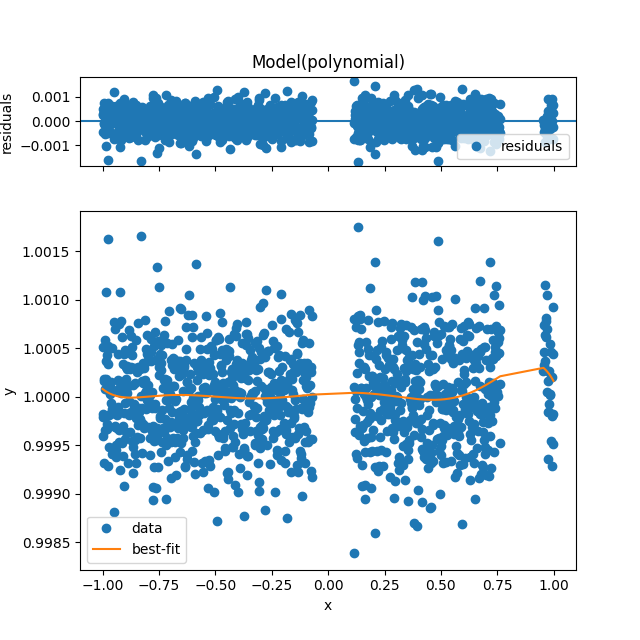 Model(polynomial)
residuals
0.001
0.000
−0.001
residuals
y
1.0015
1.0010
1.0005
1.0000
0.9995
0.9990
0.9985
data
best-fit
−1.00 −0.75 −0.50 −0.25 0.00 0.25 0.50 0.75 1.00
x